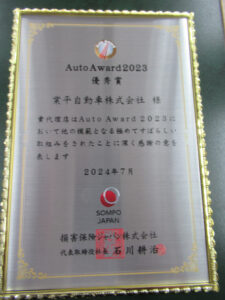 Auto Award 2023
優秀賞
業平自動車株式会社 様
貴代理店はAuto Award 2023に
おいて他の模範となる極めてすばらしい
取組みをされたことに深く感謝の意を
表します
2024年7月
SOMPO
JAPAN
損害保険ジャパン株式会社
代表取締役社長 石川耕治